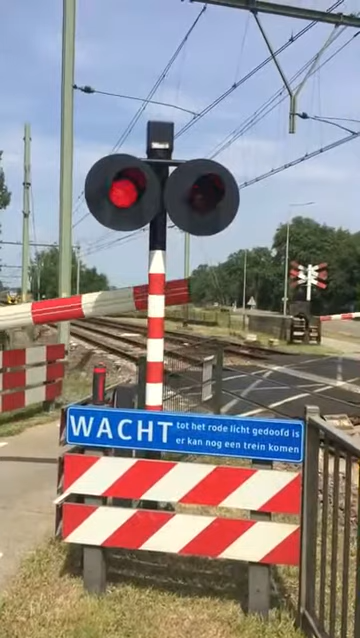 WACHT tot het rode licht gedoofd is
er kan nog een trein komen